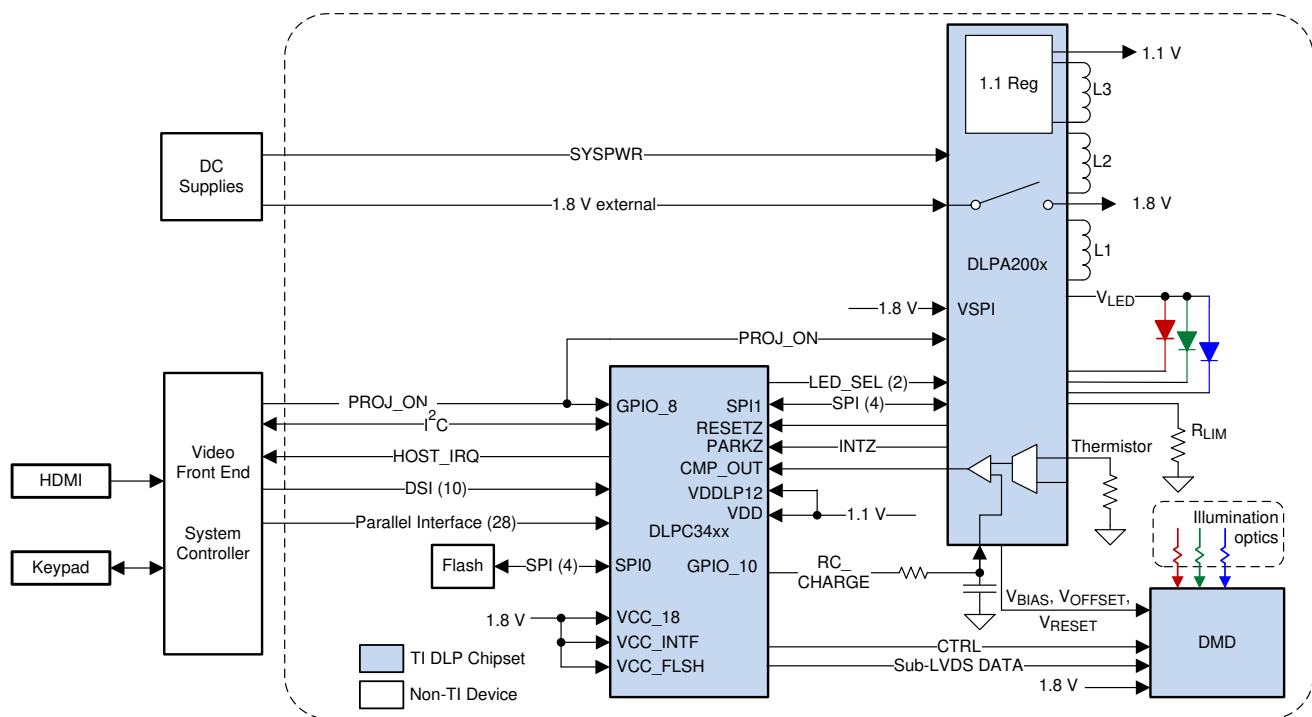 1.1 Reg
1.1 V
L3
DC
Supplies
SYSPWR
L2
1.8 V external
1.8 V
L1
DLPA200x
1.8 V
VSPI
VLED
PROJ_ON
Video
Front End
System
Controller
HDMI
Keypad
PROJ_ON
I2C
HOST_IRQ
DSI (10)
Parallel Interface (28)
Flash
SPI (4)
1.8 V
GPIO_8
SPI1
RESETZ
PARKZ
CMP_OUT
VDDLP12
VDD
DLPC34xx
SPI0
GPIO_10
VCC_18
VCC_INTF
VCC_FLSH
LED_SEL (2)
SPI (4)
INTZ
1.1 V
RC_
CHARGE
Thermistor
RLIM
Illumination
optics
VBIAS, VOFFSET,
VRESET
CTRL
Sub-LVDS DATA
1.8 V
DMD
TI DLP Chipset
Non-TI Device